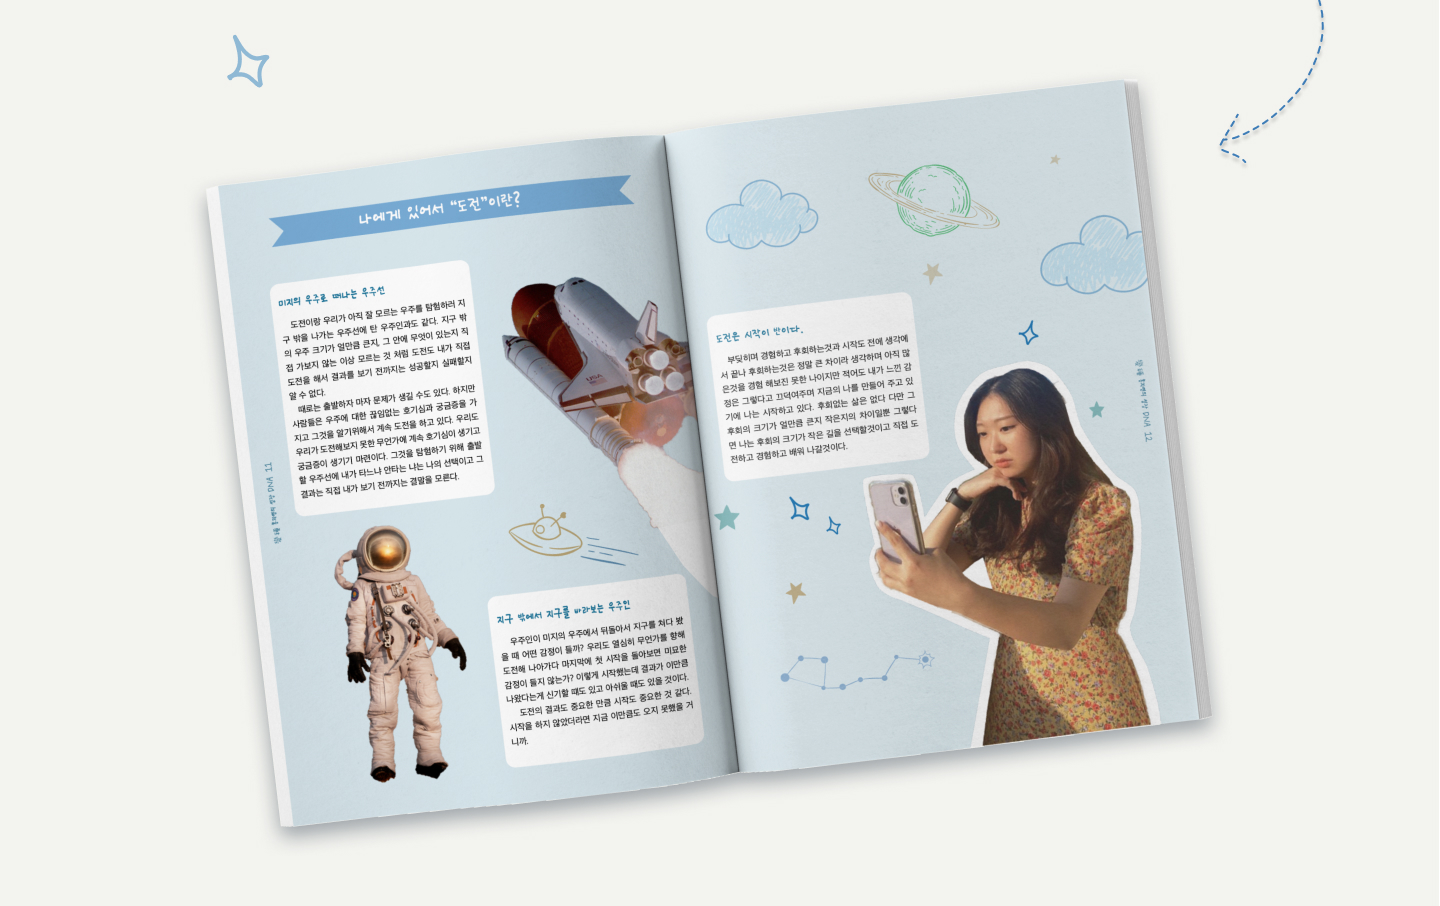 나에게 있어서 “도전”이란?
미지의 우주로 떠나는 우주선
도전이랑 우리가 아직 잘 모르는 우주를 탐험하러 지
구 밖을 나가는 우주선에 탄 우주인과도 같다. 지구 밖
의 우주 크기가 얼만큼 큰지, 그 안에 무엇이 있는지 직
접 가보지 않는 이상 모르는 것 처럼 도전도 내가 직접
도전을 해서 결과를 보기 전까지는 성공할지 실패할지
알 수 없다.
때로는 출발하자 마자 문제가 생길 수도 있다. 하지만
사람들은 우주에 대한 끊임없는 호기심과 궁금증을 가
지고 그것을 알기위해서 계속 도전을 하고 있다. 우리도
우리가 도전해보지 못한 무언가에 계속 호기심이 생기고
궁금증이 생기기 마련이다. 그것을 탐험하기 위해 출발
할 우주선에 내가 타느냐 안타는 냐는 나의 선택이고 그
결과는 직접 내가 보기 전까지는 결말을 모른다.
USA
지구 밖에서 지구를 바라보는 우주인
우주인이 미지의 우주에서 뒤돌아서 지구를 쳐다 봤
을 때 어떤 감정이 들까? 우리도 열심히 무언가를 향해
도전해 나아가다 마지막에 첫 시작을 돌아보면 미묘한
감정이 들지 않는가? 이렇게 시작했는데 결과가 이만큼
나왔다는게 신기할 때도 있고 아쉬울 때도 있을 것이다.
도전의 결과도 중요한 만큼 시작도 중요한 것 같다.
시작을 하지 않았더라면 지금 이만큼도 오지 못했을 거
니까.
DNA 11
도전은 시작이 반이다.
부딪히며 경험하고 후회하는것과 시작도 전에 생각에
서 끝나 후회하는것은 정말 큰 차이라 생각하며 아직 많
은것을 경험 해보진 못한 나이지만 적어도 내가 느낀 감
정은 그렇다고 끄덕여주며 지금의 나를 만들어 주고 있
기에 나는 시작하고 있다. 후회없는 삶은 없다 다만 그
후회의 크기가 얼만큼 큰지 작은지의 차이일뿐 그렇다
면 나는 후회의 크기가 작은 길을 선택할것이고 직접 도
전하고 경험하고 배워 나갈것이다.
DNA 12